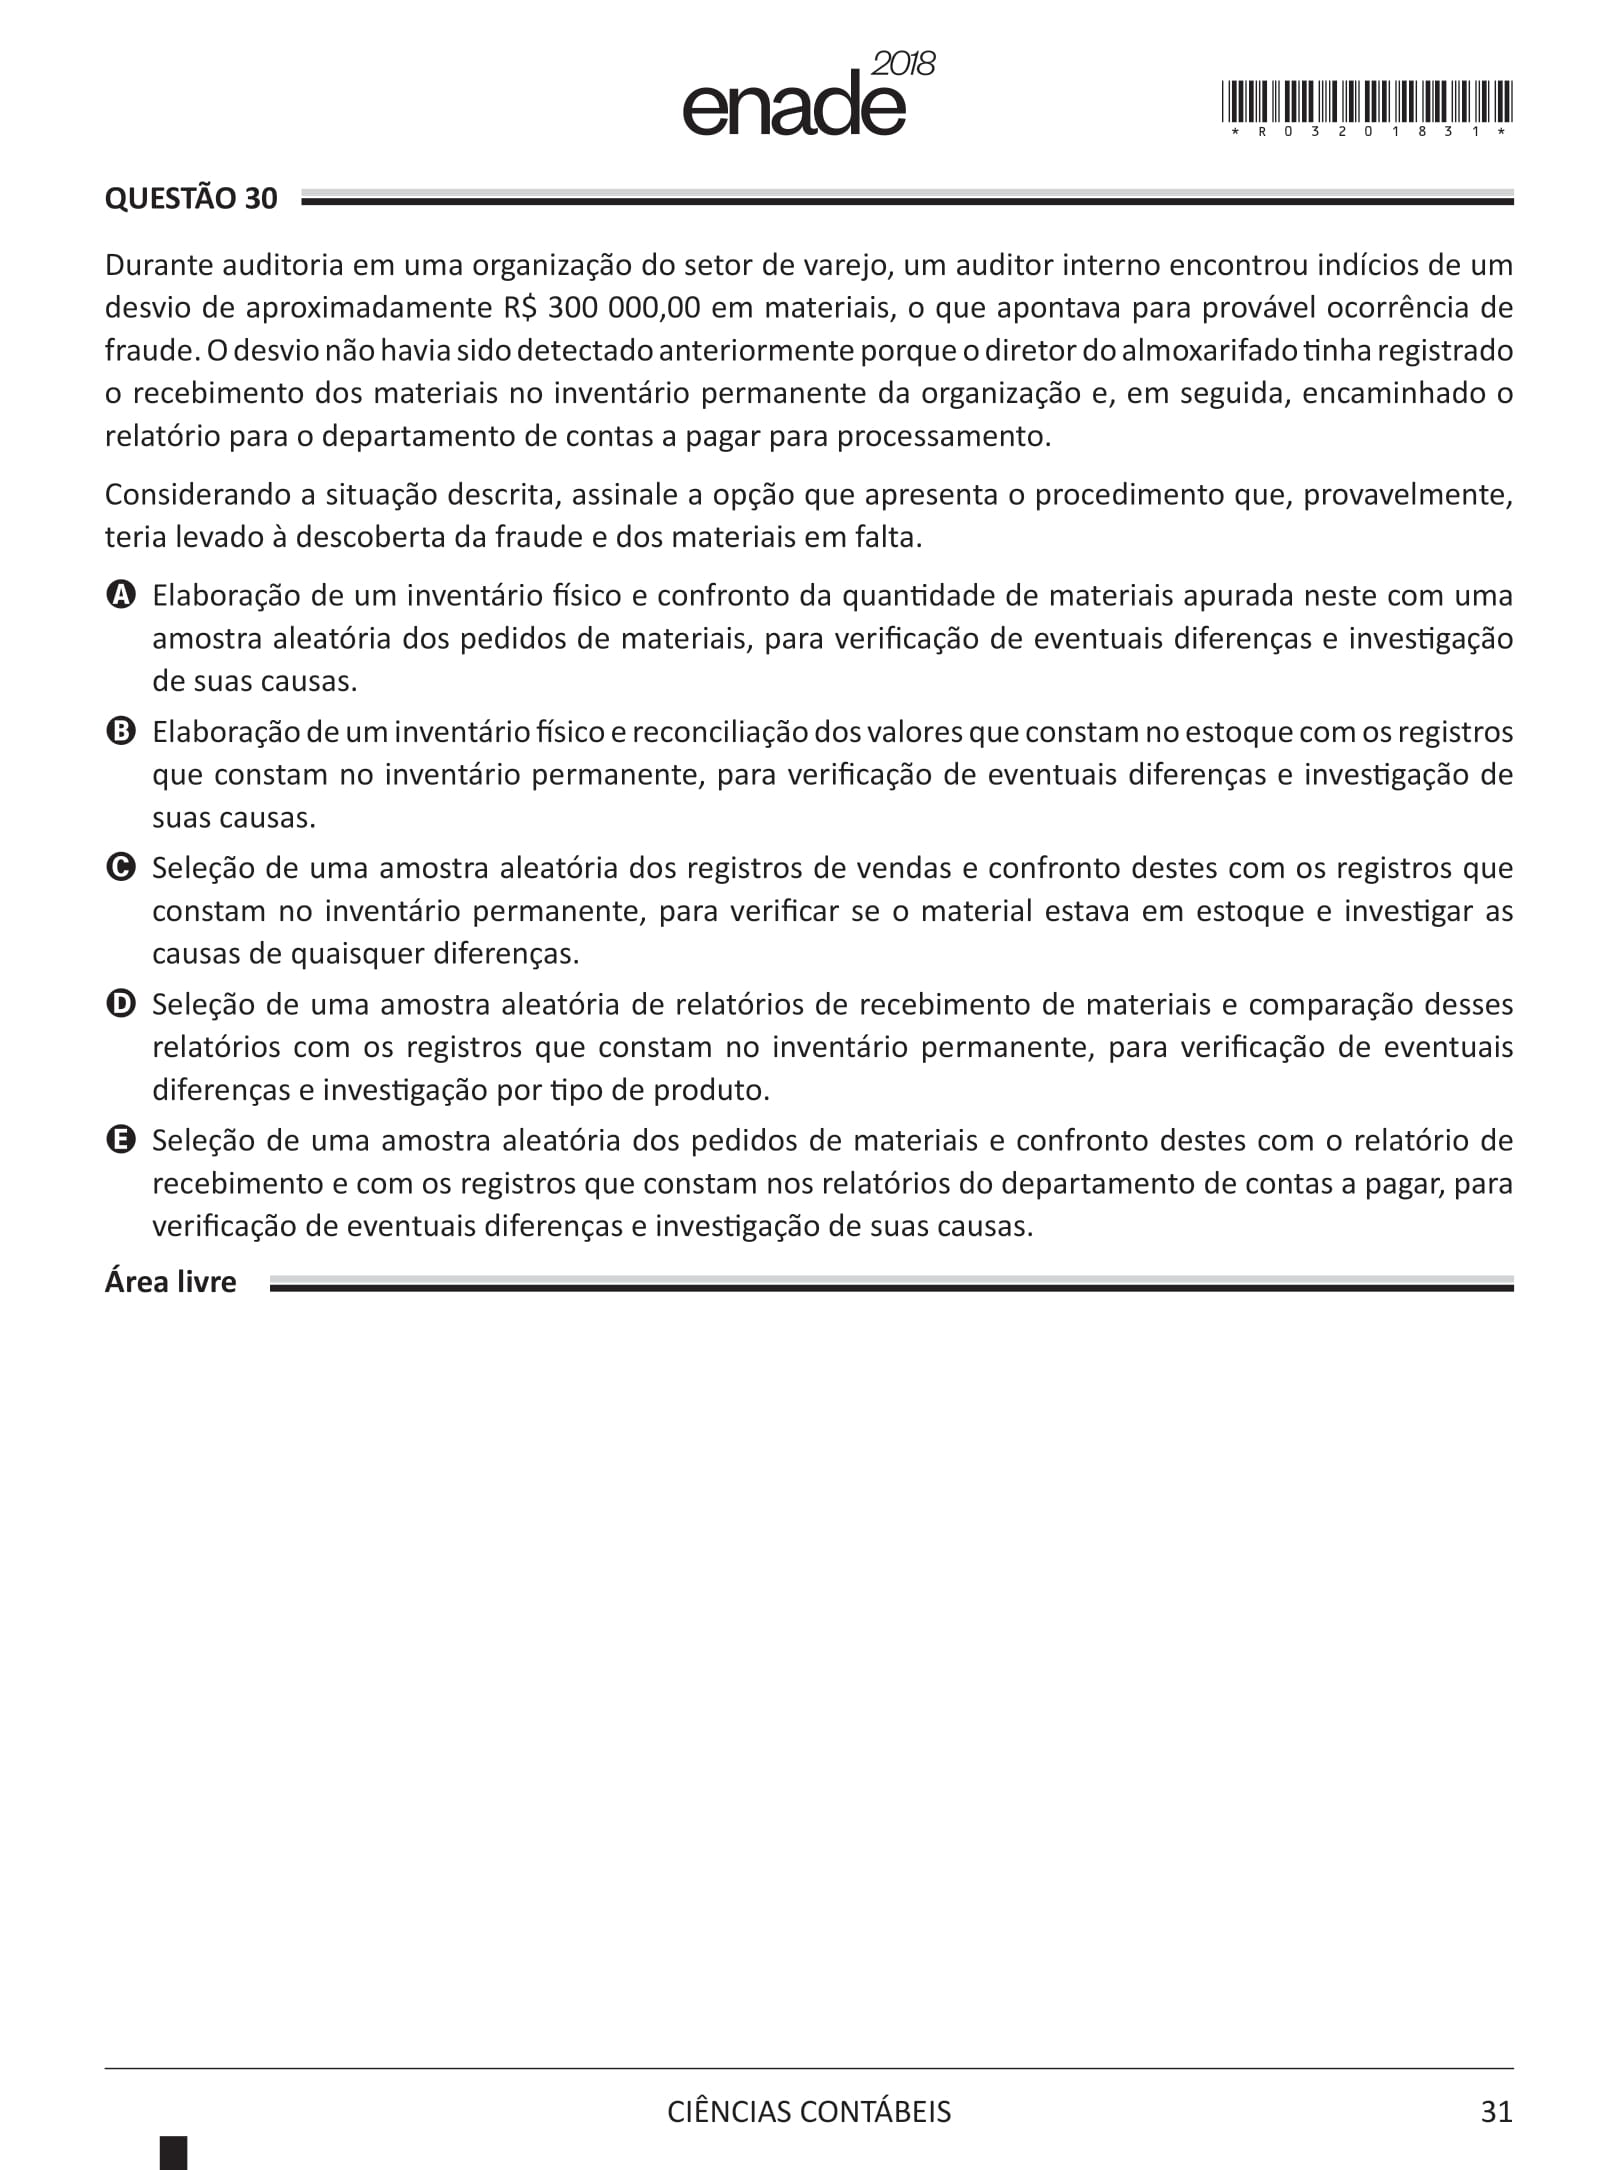 enade 2018
*R03201831*
QUESTÃO 30
Durante auditoria em uma organização do setor de varejo, um auditor interno encontrou indícios de um
desvio de aproximadamente R$ 300 000,00 em materiais, o que apontava para provável ocorrência de
fraude. O desvio não havia sido detectado anteriormente porque o diretor do almoxarifado tinha registrado
o recebimento dos materiais no inventário permanente da organização e, em seguida, encaminhado o
relatório para o departamento de contas a pagar para processamento.
Considerando a situação descrita, assinale a opção que apresenta o procedimento que, provavelmente,
teria levado à descoberta da fraude e dos materiais em falta.
A Elaboração de um inventário físico e confronto da quantidade de materiais apurada neste com uma
amostra aleatória dos pedidos de materiais, para verificação de eventuais diferenças e investigação
de suas causas.
B Elaboração de um inventário físico e reconciliação dos valores que constam no estoque com os registros
que constam no inventário permanente, para verificação de eventuais diferenças e investigação de
suas causas.
C Seleção de uma amostra aleatória dos registros de vendas e confronto destes com os registros que
constam no inventário permanente, para verificar se o material estava em estoque e investigar as
causas de quaisquer diferenças.
D Seleção de uma amostra aleatória de relatórios de recebimento de materiais e comparação desses
relatórios com os registros que constam no inventário permanente, para verificação de eventuais
diferenças e investigação por tipo de produto.
E Seleção de uma amostra aleatória dos pedidos de materiais e confronto destes com o relatório de
recebimento e com os registros que constam nos relatórios do departamento de contas a pagar, para
verificação de eventuais diferenças e investigação de suas causas.
Área livre
CIÊNCIAS CONTÁBEIS 31